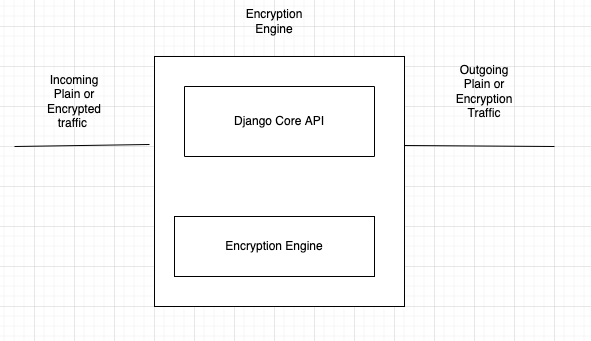 Encryption
Engine
Incoming
Plain or
Encrypted
traffic
Outgoing
Plain or
Encryption
Traffic
Django Core API
Encryption Engine